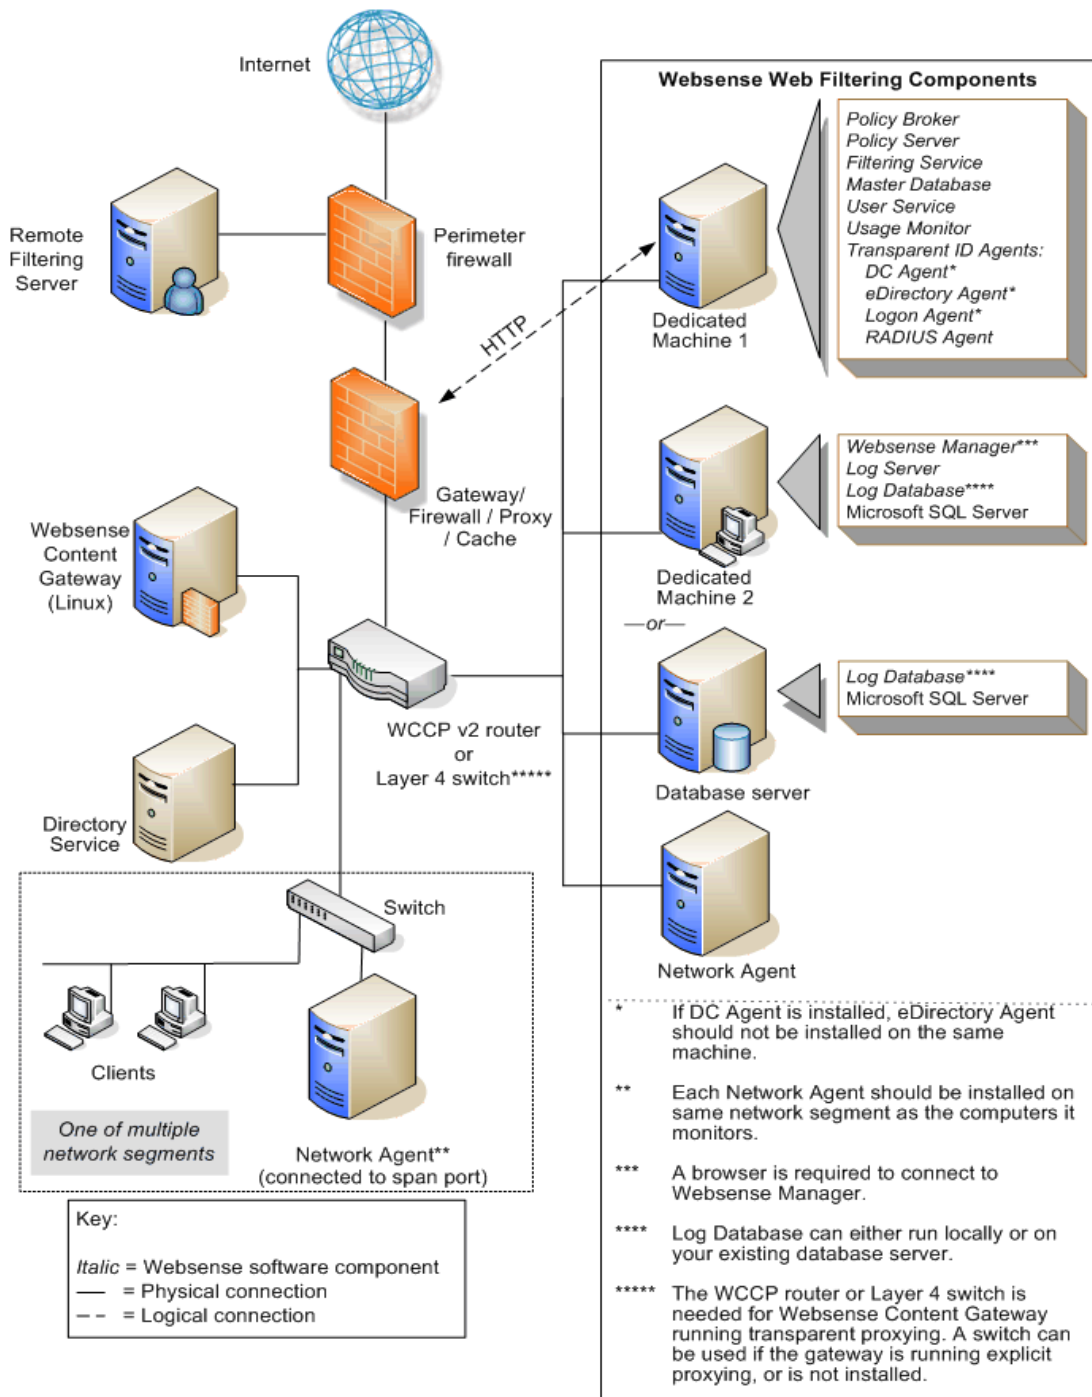 Internet
Websense Web Filtering Components
Policy Broker
Policy Server
Filtering Service
Master Database
User Service
Usage Monitor
Transparent ID Agents:
DC Agent*
eDirectory Agent*
Logon Agent*
RADIUS Agent
Remote
Filtering
Server
Perimeter
firewall
HTTP
Dedicated
Machine 1
Gateway/
Firewall / Proxy
/ Cache
Websense Manager***
Log Server
Log Database****
Microsoft SQL Server
Websense
Content
Gateway
(Linux)
Dedicated
Machine 2
—or—
Log Database****
Microsoft SQL Server
WCCP v2 router
or
Layer 4 switch*****
Database server
Directory
Service
Switch
Network Agent
Clients
One of multiple
network segments
Network Agent**
(connected to span port)
Key:
Italic = Websense software component
— = Physical connection
– – = Logical connection
* If DC Agent is installed, eDirectory Agent
should not be installed on the same
machine.
** Each Network Agent should be installed on
same network segment as the computers it
monitors.
*** A browser is required to connect to
Websense Manager.
**** Log Database can either run locally or on
your existing database server.
***** The WCCP router or Layer 4 switch is
needed for Websense Content Gateway
running transparent proxying. A switch can
be used if the gateway is running explicit
proxying, or is not installed.